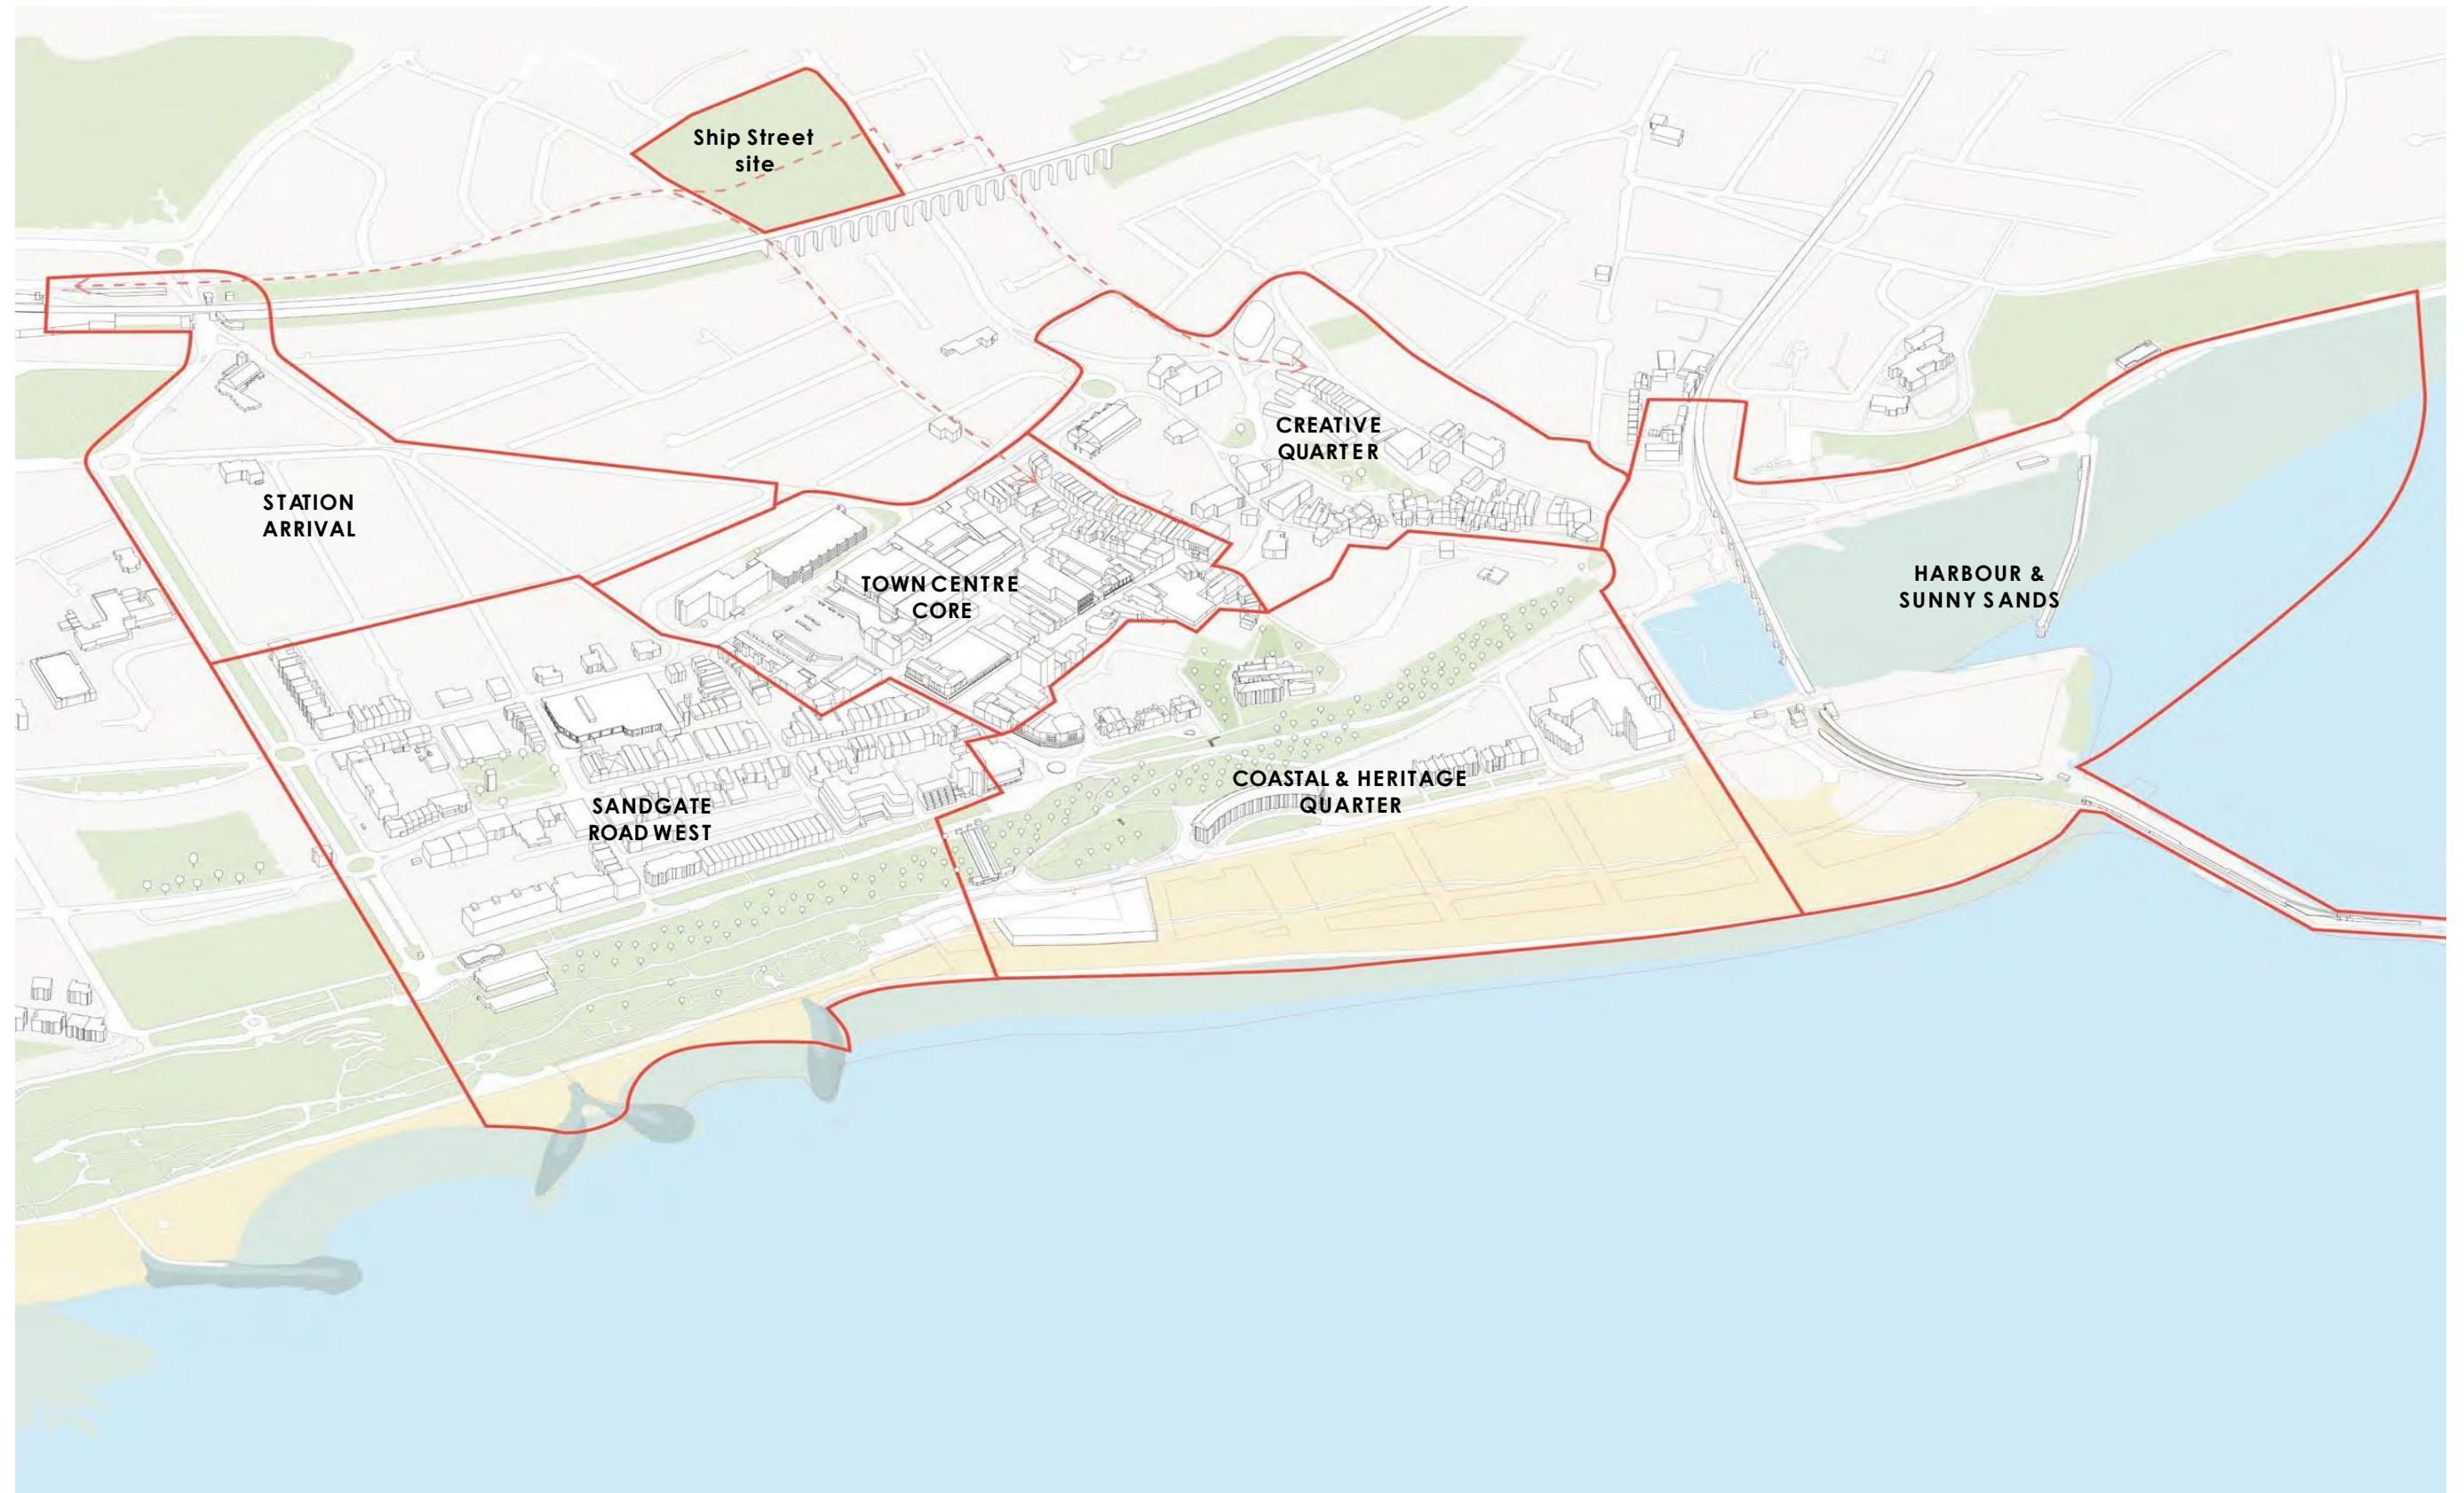 Ship Street
site
CREATIVE
QUARTER
STATION
ARRIVAL
TOWN CENTRE
CORE
HARBOUR &
SUNNY SANDS
COASTAL & HERITAGE
QUARTER
SANDGATE
ROAD WEST